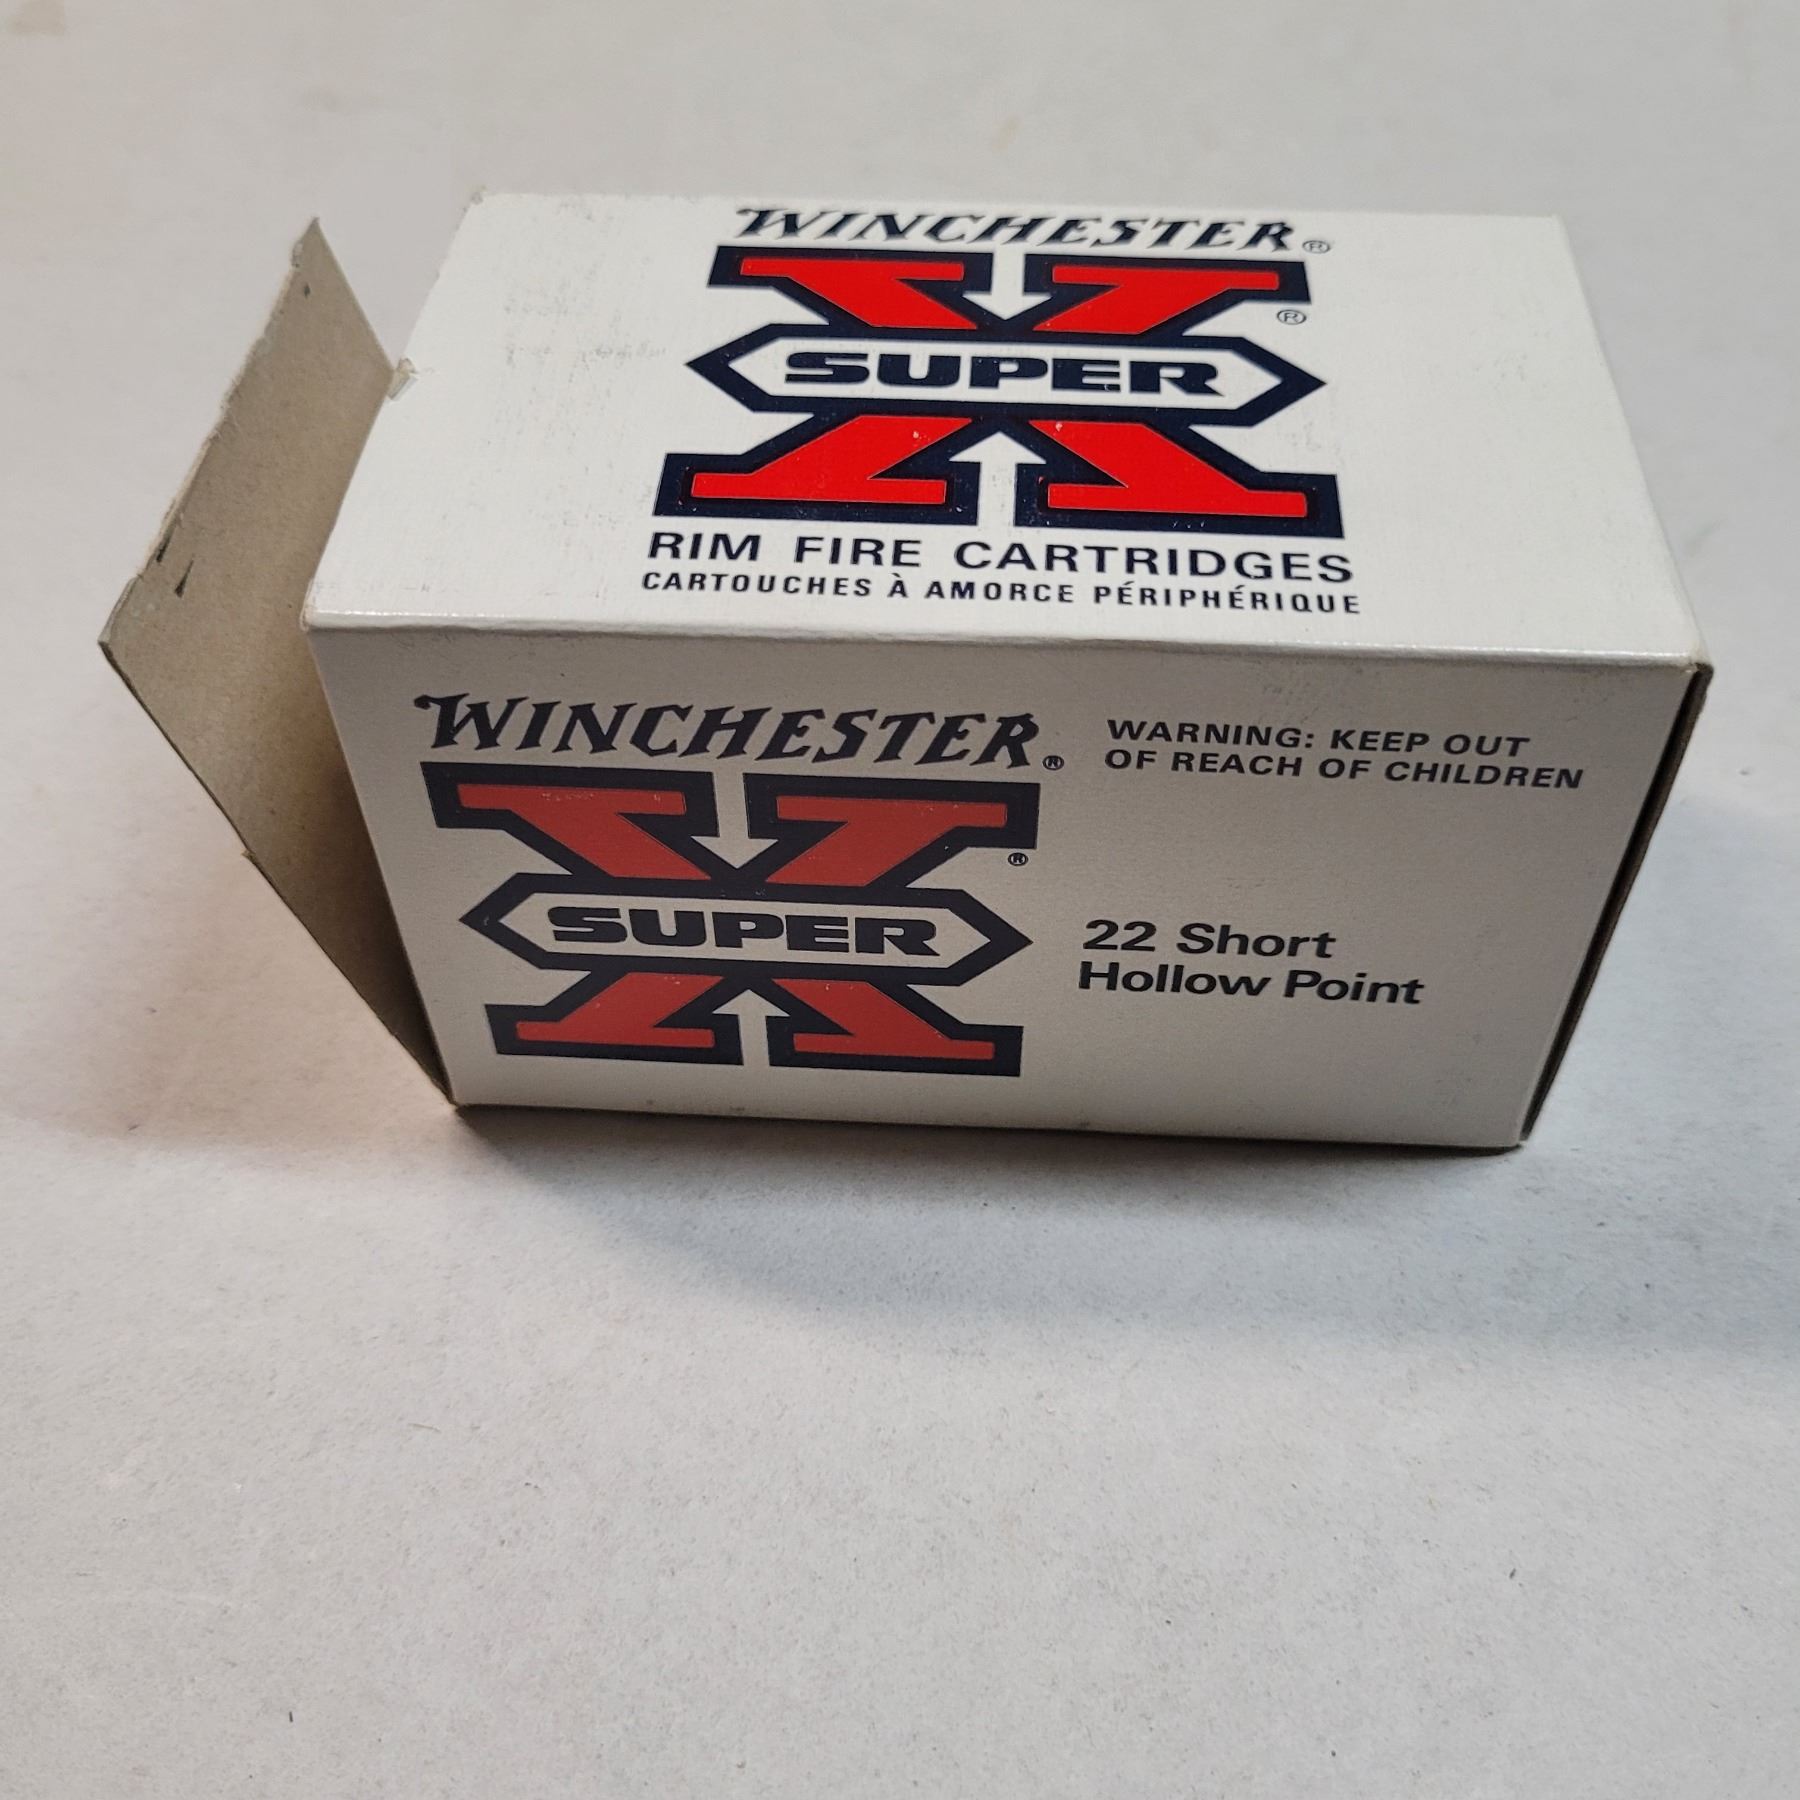 WINCHESTER®
®
SUPER
X
RIM FIRE CARTRIDGES
CARTOUCHES À AMORCE PÉRIPHÉRIQUE
WINCHESTER®
®
SUPER
X
WARNING: KEEP OUT
OF REACH OF CHILDREN
22 Short
Hollow Point